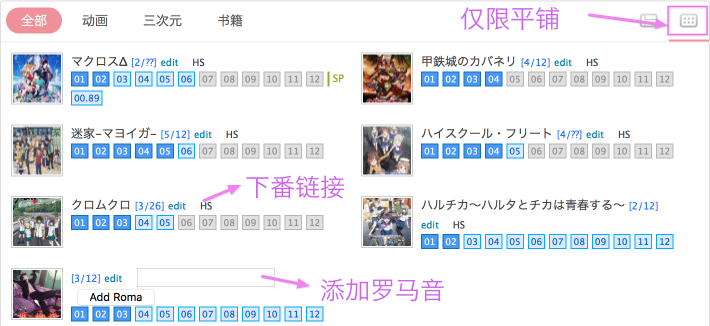 全部 动画 三次元 书籍 仅限平铺
マクロスΔ [2/??] edit HS
01 02 03 04 05 06 07 08 09 10 11 12 SP
00.89
甲鉄城のカバネリ [4/12] edit HS
01 02 03 04 05 06 07 08 09 10 11 12
迷家−マヨイガ− [5/12] edit HS
01 02 03 04 05 06 07 08 09 10 11 12
ハイスクール・フリート [4/??] edit HS
01 02 03 04 05 06 07 08 09 10 11 12
下番链接
クロムクロ [3/26] edit HS
01 02 03 04 05 06 07 08 09 10 11 12
ハルチカ～ハルタとチカは青春する～ [2/12]
edit HS
01 02 03 04 05 06 07 08 09 10 11 12
[3/12] edit
Add Roma
添加罗马音
01 02 03 04 05 06 07 08 09 10 11 12